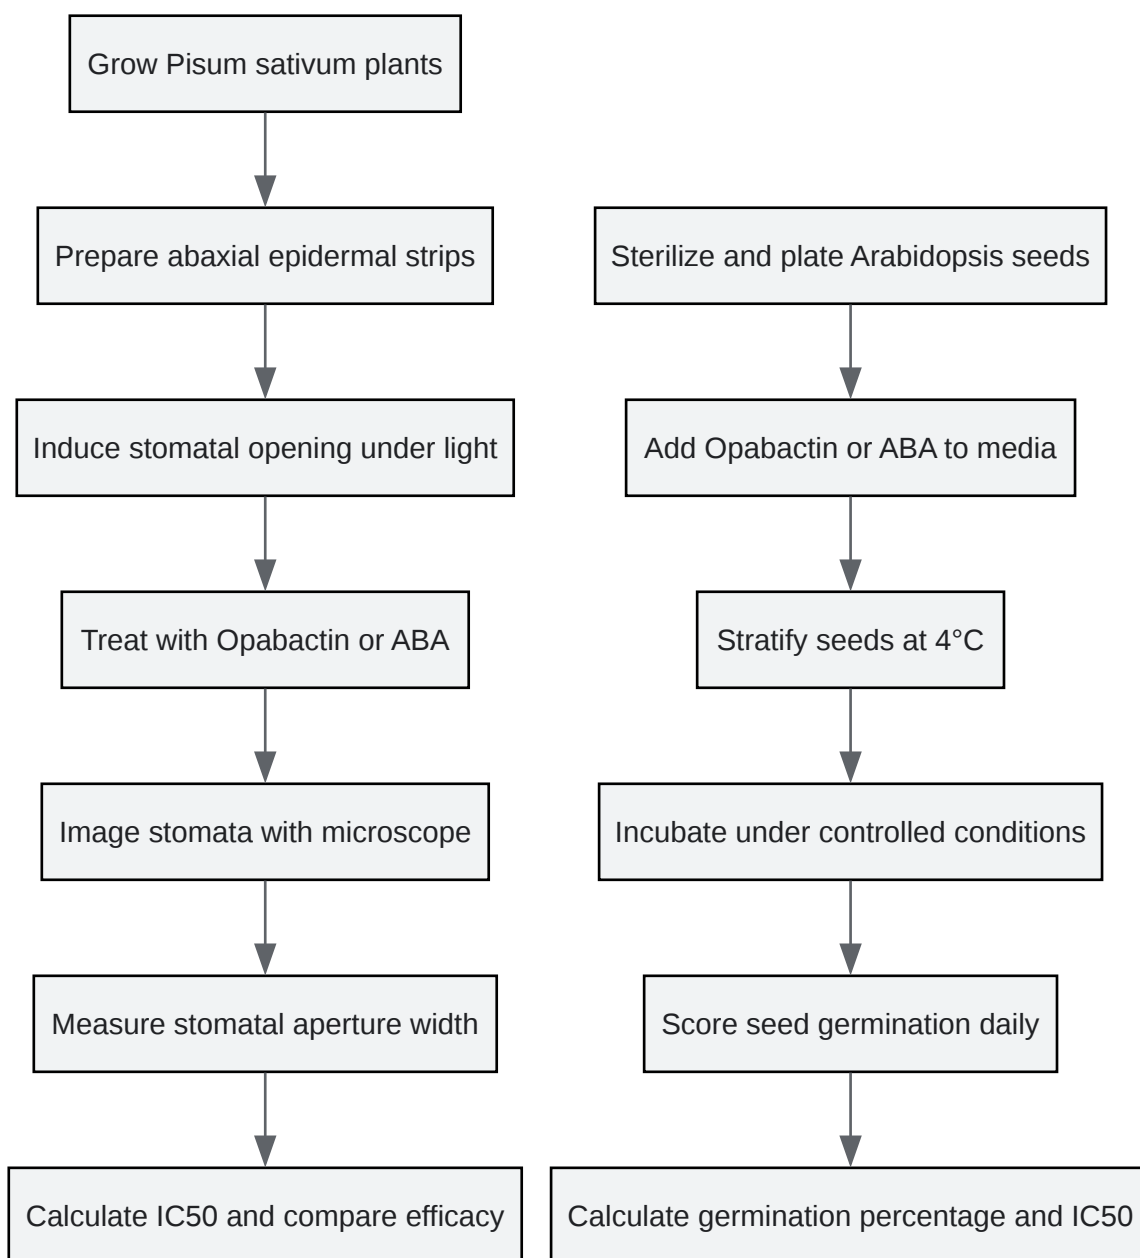 Grow Pisum sativum plants
Prepare abaxial epidermal strips
Induce stomatal opening under light
Treat with Opabactin or ABA
Image stomata with microscope
Measure stomatal aperture width
Calculate IC50 and compare efficacy
Sterilize and plate Arabidopsis seeds
Add Opabactin or ABA to media
Stratify seeds at 4°C
Incubate under controlled conditions
Score seed germination daily
Calculate germination percentage and IC50